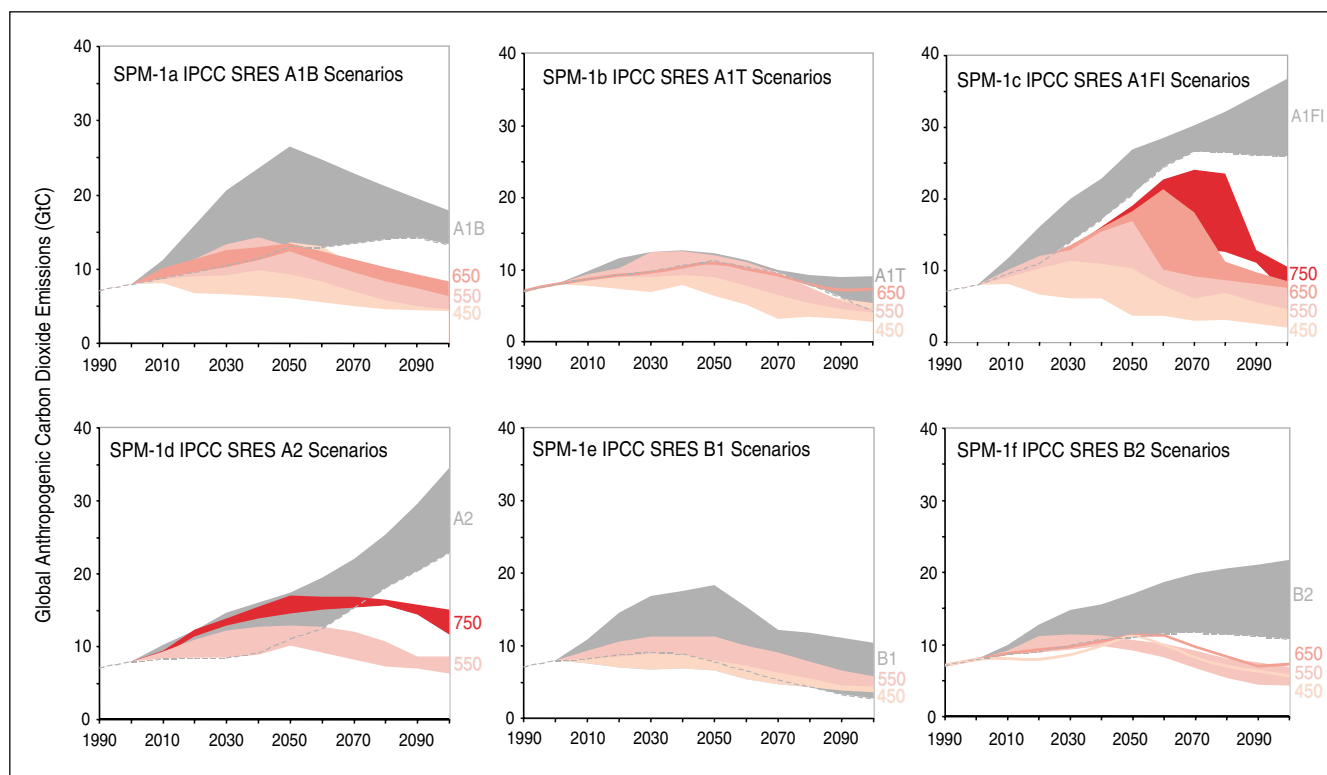 Global Anthropogenic Carbon Dioxide Emissions (GtC)
SPM-1a IPCC SRES A1B Scenarios
40
30
20
10
0
1990 2010 2030 2050 2070 2090
A1B
650
550
450
SPM-1b IPCC SRES A1T Scenarios
40
30
20
10
0
1990 2010 2030 2050 2070 2090
A1T
650
550
450
SPM-1c IPCC SRES A1FI Scenarios
40
30
20
10
0
1990 2010 2030 2050 2070 2090
A1FI
750
650
550
450
SPM-1d IPCC SRES A2 Scenarios
40
30
20
10
0
1990 2010 2030 2050 2070 2090
A2
750
550
SPM-1e IPCC SRES B1 Scenarios
40
30
20
10
0
1990 2010 2030 2050 2070 2090
B1
550
450
SPM-1f IPCC SRES B2 Scenarios
40
30
20
10
0
1990 2010 2030 2050 2070 2090
B2
650
550
450